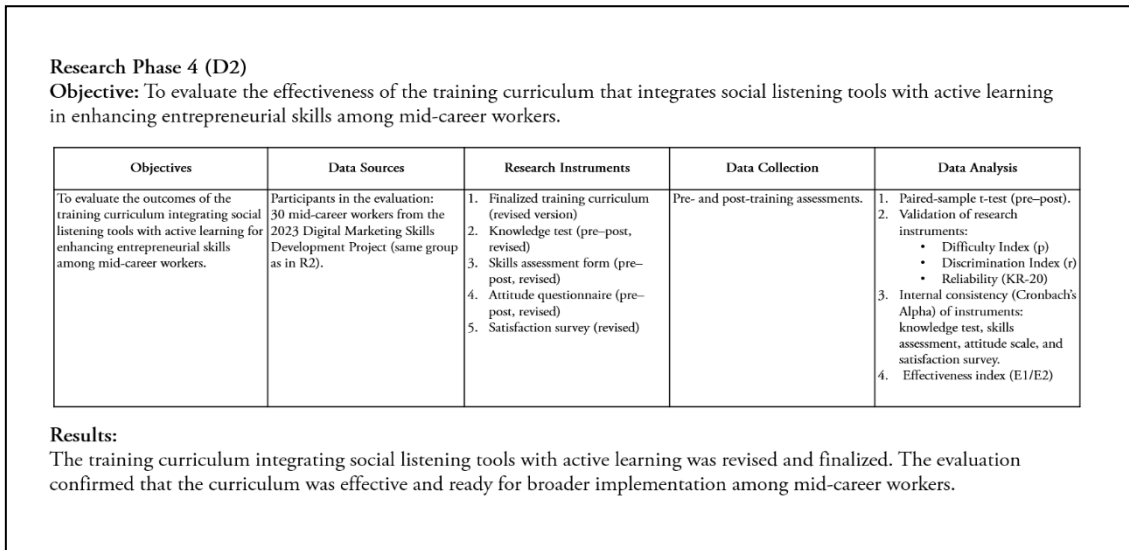 Research Phase 4 (D2)
Objective: To evaluate the effectiveness of the training curriculum that integrates social listening tools with active learning
in enhancing entrepreneurial skills among mid-career workers.
Objectives
Data Sources
Research Instruments
Data Collection
Data Analysis
To evaluate the outcomes of the
training curriculum integrating social
listening tools with active learning for
enhancing entrepreneurial skills
among mid-career workers.
Participants in the evaluation:
30 mid-career workers from the
2023 Digital Marketing Skills
Development Project (same group
as in R2).
1. Finalized training curriculum
(revised version)
2. Knowledge test (pre–post,
revised)
3. Skills assessment form (pre–
post, revised)
4. Attitude questionnaire (pre–
post, revised)
5. Satisfaction survey (revised)
Pre- and post-training assessments.
1. Paired-sample t-test (pre–post).
2. Validation of research
instruments:
• Difficulty Index (p)
• Discrimination Index (r)
• Reliability (KR-20)
3. Internal consistency (Cronbach's
Alpha) of instruments:
knowledge test, skills
assessment, attitude scale, and
satisfaction survey.
4. Effectiveness index (E1/E2)
Results:
The training curriculum integrating social listening tools with active learning was revised and finalized. The evaluation
confirmed that the curriculum was effective and ready for broader implementation among mid-career workers.